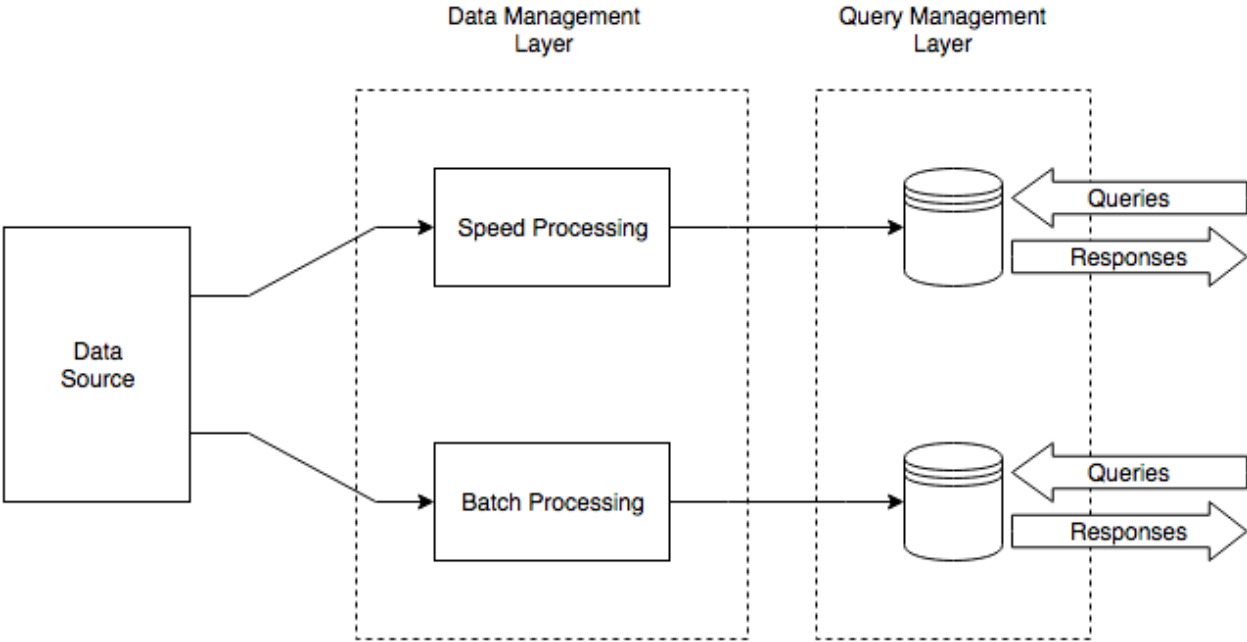 Data Management
Layer
Query Management
Layer
Speed Processing
Queries
Responses
Data
Source
Batch Processing
Queries
Responses